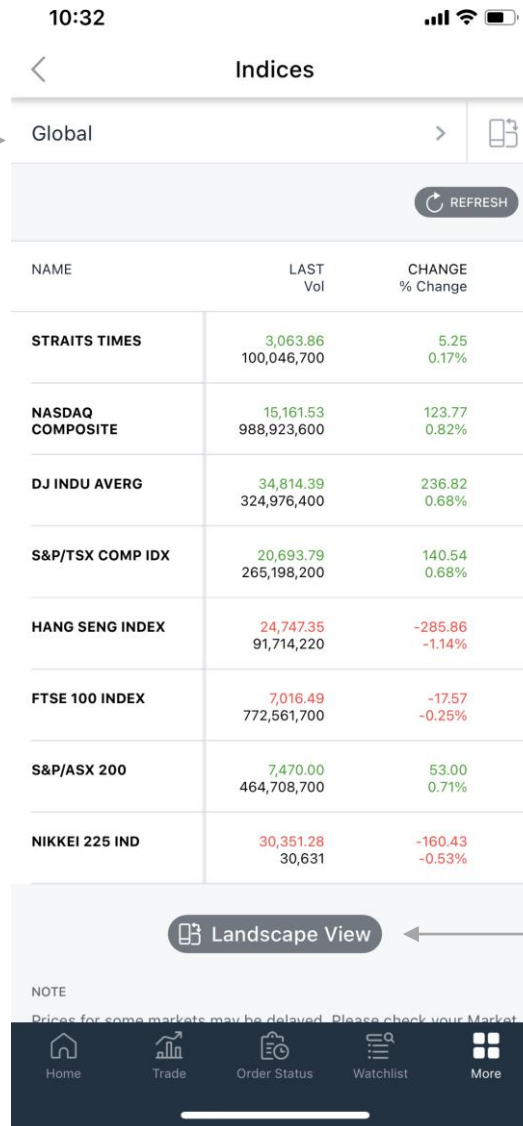 10:32
Indices
Global
REFRESH
NAME LAST CHANGE
Vol % Change
STRAITS TIMES 3,063.86 5.25
100,046,700 0.17%
NASDAQ 15,161.53 123.77
COMPOSITE 988,923,600 0.82%
DJ INDU AVERG 34,814.39 236.82
324,976,400 0.68%
S&P/TSX COMP IDX 20,693.79 140.54
265,198,200 0.68%
HANG SENG INDEX 24,747.35 -285.86
91,714,220 -1.14%
FTSE 100 INDEX 7,016.49 -17.57
772,561,700 -0.25%
S&P/ASX 200 7,470.00 53.00
464,708,700 0.71%
NIKKEI 225 IND 30,351.28 -160.43
30,631 -0.53%
Landscape View
NOTE
Prices for some markets may be delayed. Please check your Market
Home Trade Order Status Watchlist More